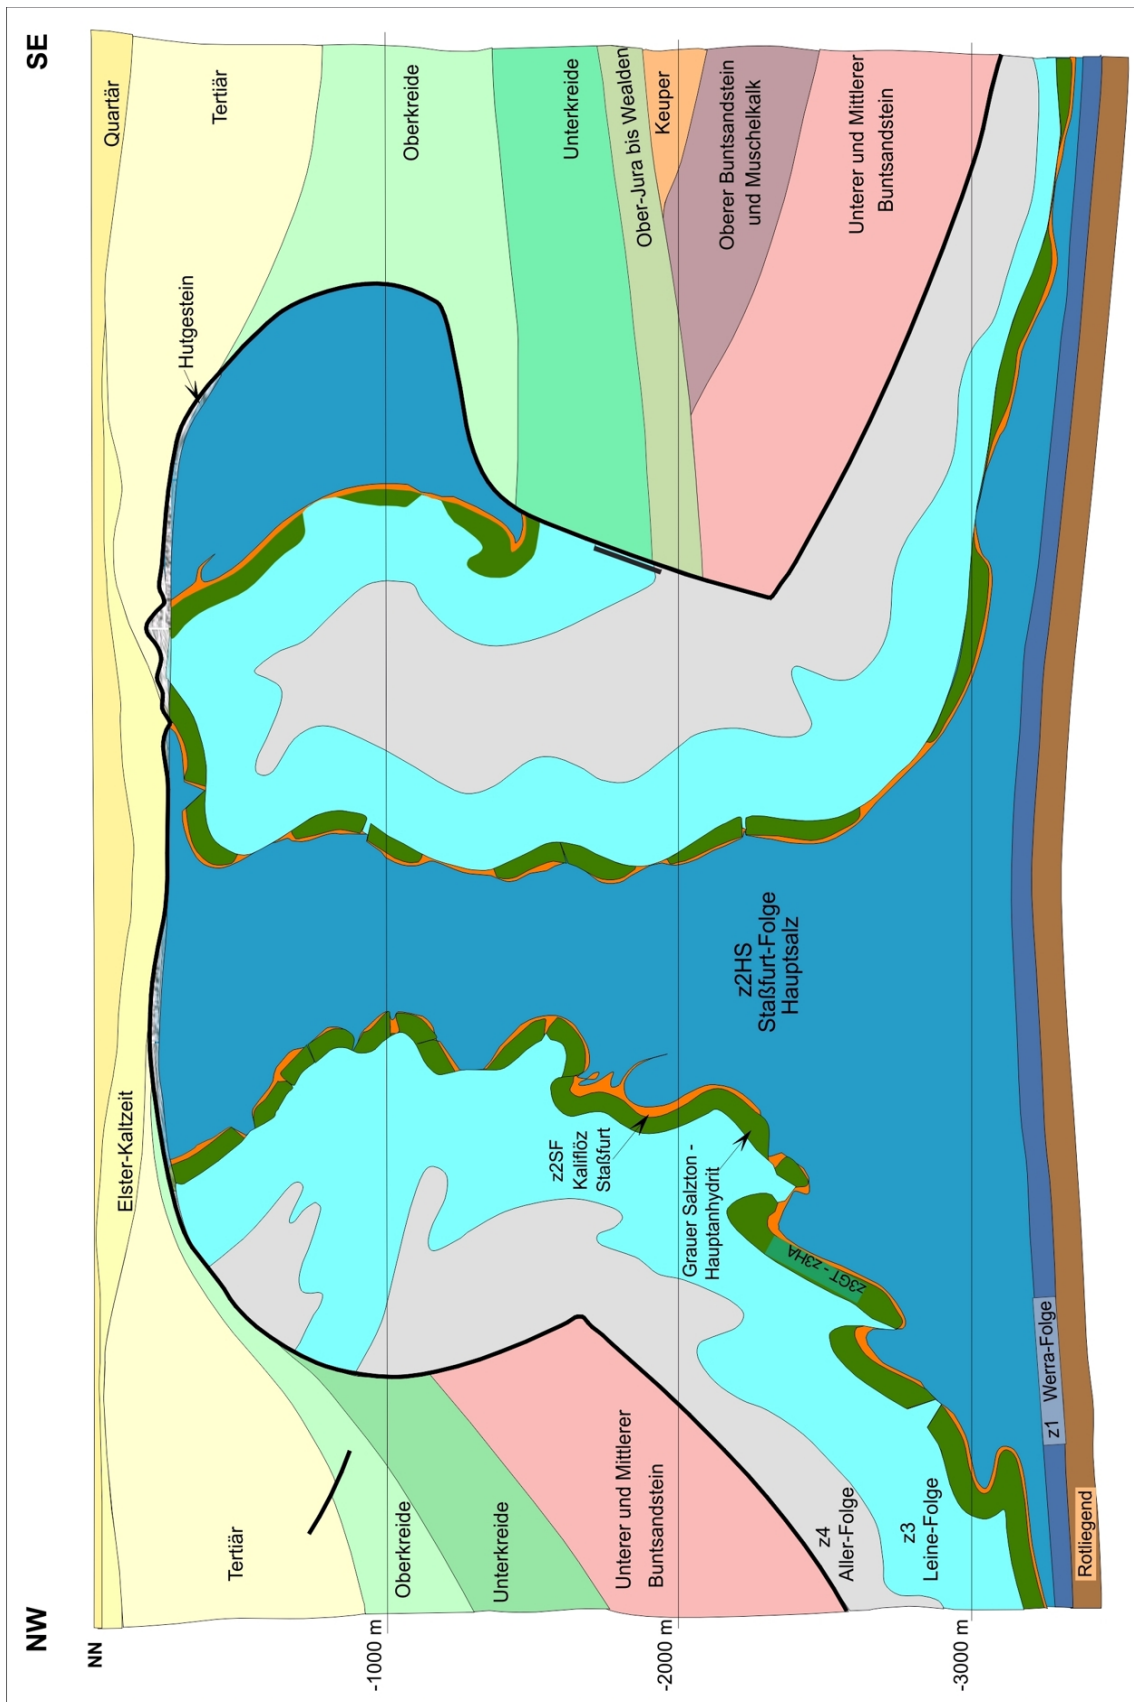 NW
SE
NN
-1000 m
-2000 m
-3000 m
Quartär
Elster-Kaltzeit
Tertiär
Tertiär
Hutgestein
Oberkreide
Oberkreide
Unterkreide
Unterkreide
Ober-Jura bis Wealden
Keuper
Oberer Buntsandstein
und Muschelkalk
Unterer und Mittlerer
Buntsandstein
Unterer und Mittlerer
Buntsandstein
z2SF
Kaliflöz
Staßfurt
Grauer Salzton -
Hauptanhydrit
z2HS
Staßfurt-Folge
Hauptsalz
z3GT - z3HA
z4
Aller-Folge
z3
Leine-Folge
z1 Werra-Folge
Rotliegend